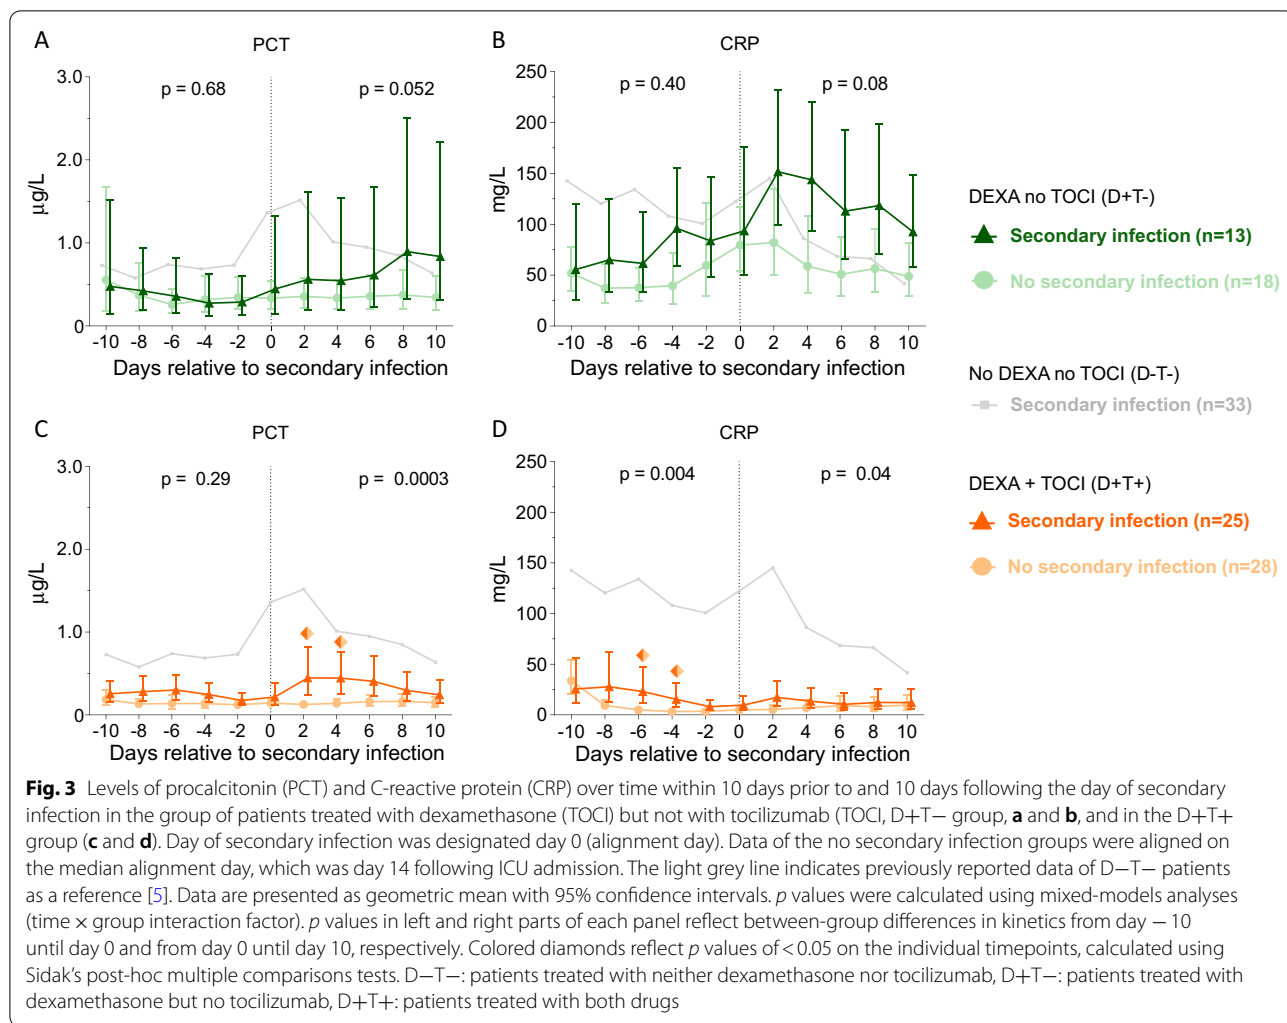 A
PCT
p = 0.68
p = 0.052
3.0
2.0
1.0
0
µg/L
-10 -8 -6 -4 -2 0 2 4 6 8 10
Days relative to secondary infection
B
CRP
p = 0.40
p = 0.08
250
200
150
100
50
0
mg/L
-10 -8 -6 -4 -2 0 2 4 6 8 10
Days relative to secondary infection
DEXA no TOCI (D+T-)
Secondary infection (n=13)
No secondary infection (n=18)
No DEXA no TOCI (D-T-)
Secondary infection (n=33)
DEXA + TOCI (D+T+)
Secondary infection (n=25)
No secondary infection (n=28)
C
PCT
p = 0.29
p = 0.0003
3.0
2.0
1.0
0
µg/L
-10 -8 -6 -4 -2 0 2 4 6 8 10
Days relative to secondary infection
D
CRP
p = 0.004
p = 0.04
250
200
150
100
50
0
mg/L
-10 -8 -6 -4 -2 0 2 4 6 8 10
Days relative to secondary infection
Fig. 3 Levels of procalcitonin (PCT) and C-reactive protein (CRP) over time within 10 days prior to and 10 days following the day of secondary
infection in the group of patients treated with dexamethasone (TOCI) but not with tocilizumab (TOCI, D+T− group, a and b, and in the D+T+
group (c and d). Day of secondary infection was designated day 0 (alignment day). Data of the no secondary infection groups were aligned on
the median alignment day, which was day 14 following ICU admission. The light grey line indicates previously reported data of D−T− patients
as a reference [5]. Data are presented as geometric mean with 95% confidence intervals. p values were calculated using mixed-models analyses
(time × group interaction factor). p values in left and right parts of each panel reflect between-group differences in kinetics from day − 10
until day 0 and from day 0 until day 10, respectively. Colored diamonds reflect p values of < 0.05 on the individual timepoints, calculated using
Sidak's post-hoc multiple comparisons tests. D−T−: patients treated with neither dexamethasone nor tocilizumab, D+T−: patients treated with
dexamethasone but no tocilizumab, D+T+: patients treated with both drugs